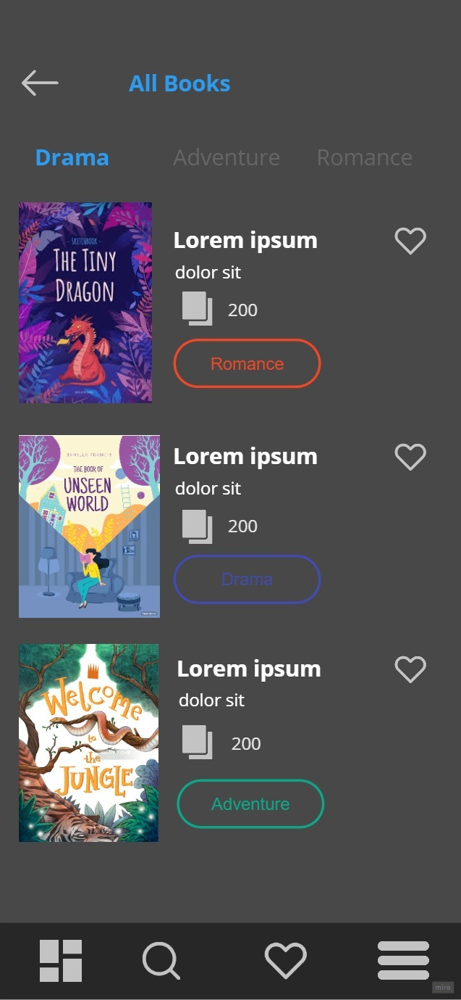 All Books
Drama Adventure Romance
- SKETCHBOOK -
THE TINY
DRAGON
Lorem ipsum
dolor sit
200
Romance
JAMILLA FRANCIS
THE BOOK OF
UNSEEN
WORLD
Lorem ipsum
dolor sit
200
Drama
Welcome
to
the
JUNGLE
Lorem ipsum
dolor sit
200
Adventure
miro